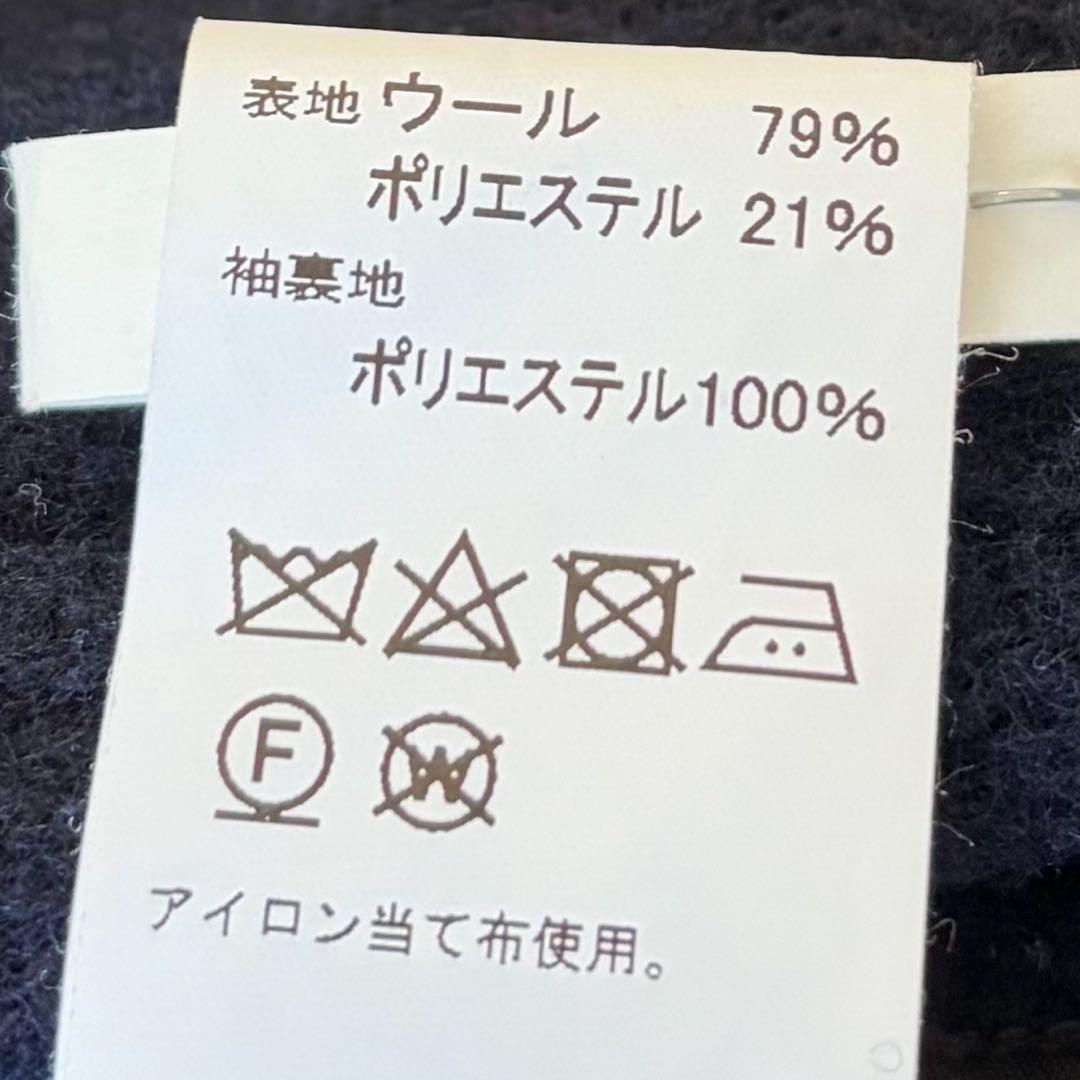 表地 ウール 79%
ポリエステル 21%
袖裏地
ポリエステル100%
F
W
アイロン当て布使用。